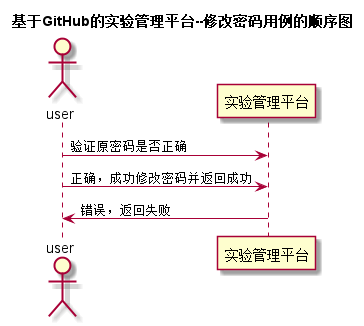 基于GitHub的实验管理平台--修改密码用例的顺序图
user
实验管理平台
验证原密码是否正确
正确，成功修改密码并返回成功
错误，返回失败
user
实验管理平台